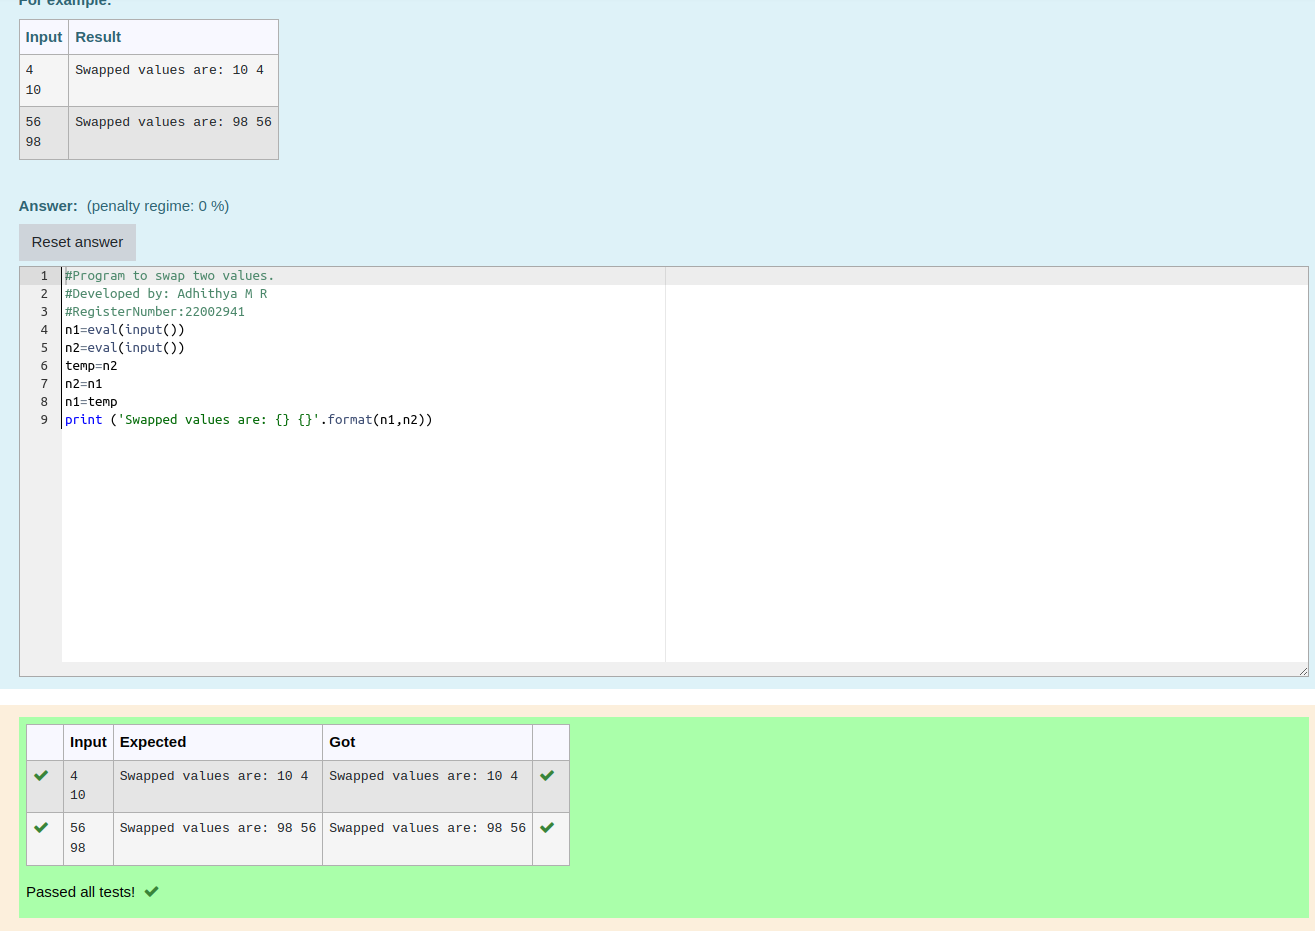 For example:
Input Result
4 Swapped values are: 10 4
10
56 Swapped values are: 98 56
98
Answer: (penalty regime: 0 %)
Reset answer
1 #Program to swap two values.
2 #Developed by: Adhithya M R
3 #RegisterNumber:22002941
4 n1=eval(input())
5 n2=eval(input())
6 temp=n2
7 n2=n1
8 n1=temp
9 print ('Swapped values are: {} {}'.format(n1,n2))
Input Expected Got
4 Swapped values are: 10 4 Swapped values are: 10 4
10
56 Swapped values are: 98 56 Swapped values are: 98 56
98
Passed all tests!